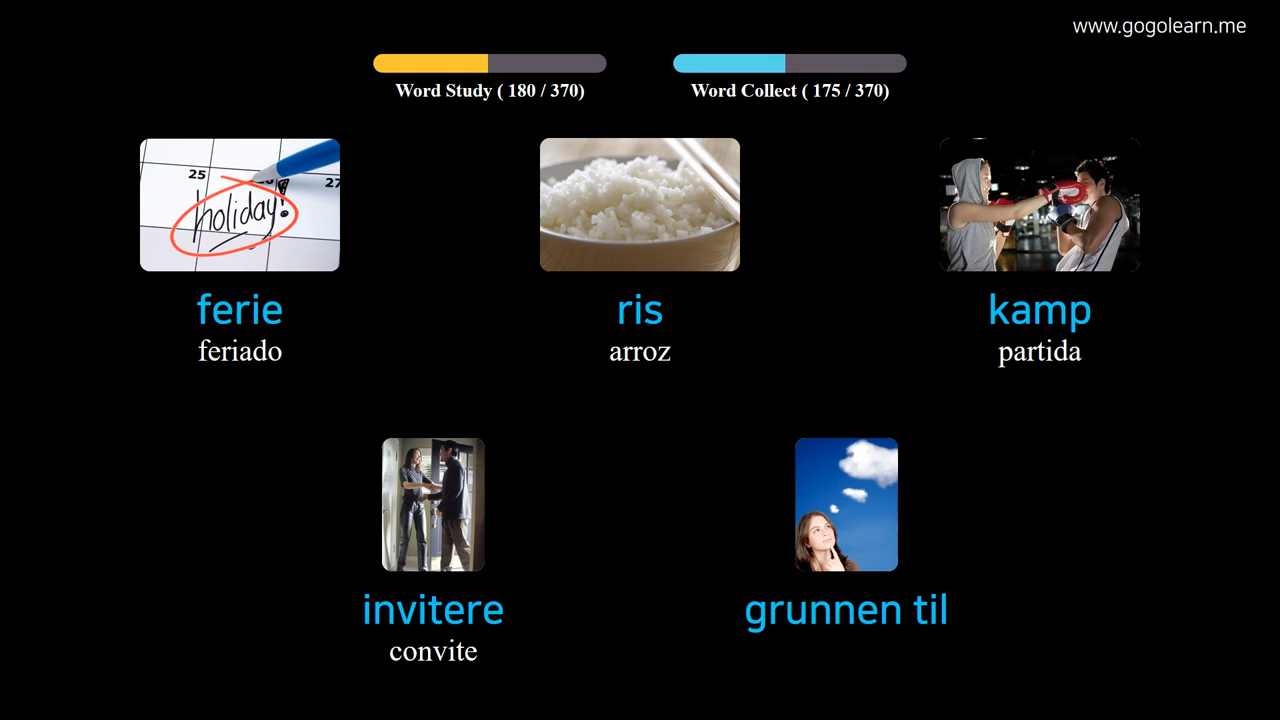 www.gogolearn.me
Word Study ( 180 / 370)
Word Collect ( 175 / 370)
25
27
holiday!
ferie
feriado
ris
arroz
kamp
partida
invitere
convite
grunnen til